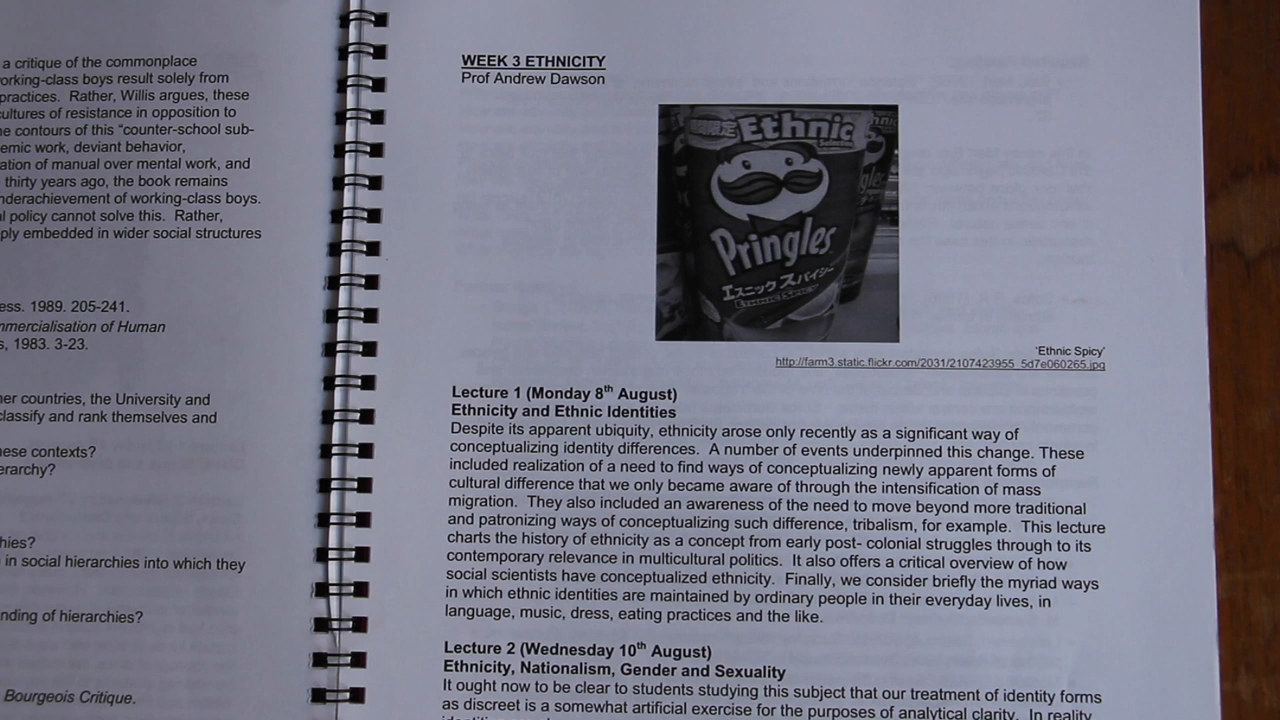 a critique of the commonplace
orking-class boys result solely from
practices. Rather, Willis argues, these
ultures of resistance in opposition to
e contours of this "counter-school sub-
emic work, deviant behavior,
ation of manual over mental work, and
thirty years ago, the book remains
nderachievement of working-class boys.
l policy cannot solve this. Rather,
ply embedded in wider social structures
ess. 1989. 205-241.
mmercialisation of Human
s, 1983. 3-23.
her countries, the University and
classify and rank themselves and
ese contexts?
erarchy?
hies?
in social hierarchies into which they
nding of hierarchies?
Bourgeois Critique.
WEEK 3 ETHNICITY
Prof Andrew Dawson
Ethnic
Pringles
エスニック スパイシー
ETHNIC SPICY
'Ethnic Spicy'
http://farm3.static.flickr.com/2031/2107423955_5d7e060265.jpg
Lecture 1 (Monday 8th August)
Ethnicity and Ethnic Identities
Despite its apparent ubiquity, ethnicity arose only recently as a significant way of
conceptualizing identity differences. A number of events underpinned this change. These
included realization of a need to find ways of conceptualizing newly apparent forms of
cultural difference that we only became aware of through the intensification of mass
migration. They also included an awareness of the need to move beyond more traditional
and patronizing ways of conceptualizing such difference, tribalism, for example. This lecture
charts the history of ethnicity as a concept from early post- colonial struggles through to its
contemporary relevance in multicultural politics. It also offers a critical overview of how
social scientists have conceptualized ethnicity. Finally, we consider briefly the myriad ways
in which ethnic identities are maintained by ordinary people in their everyday lives, in
language, music, dress, eating practices and the like.
Lecture 2 (Wednesday 10th August)
Ethnicity, Nationalism, Gender and Sexuality
It ought now to be clear to students studying this subject that our treatment of identity forms
as discreet is a somewhat artificial exercise for the purposes of analytical clarity. In reality